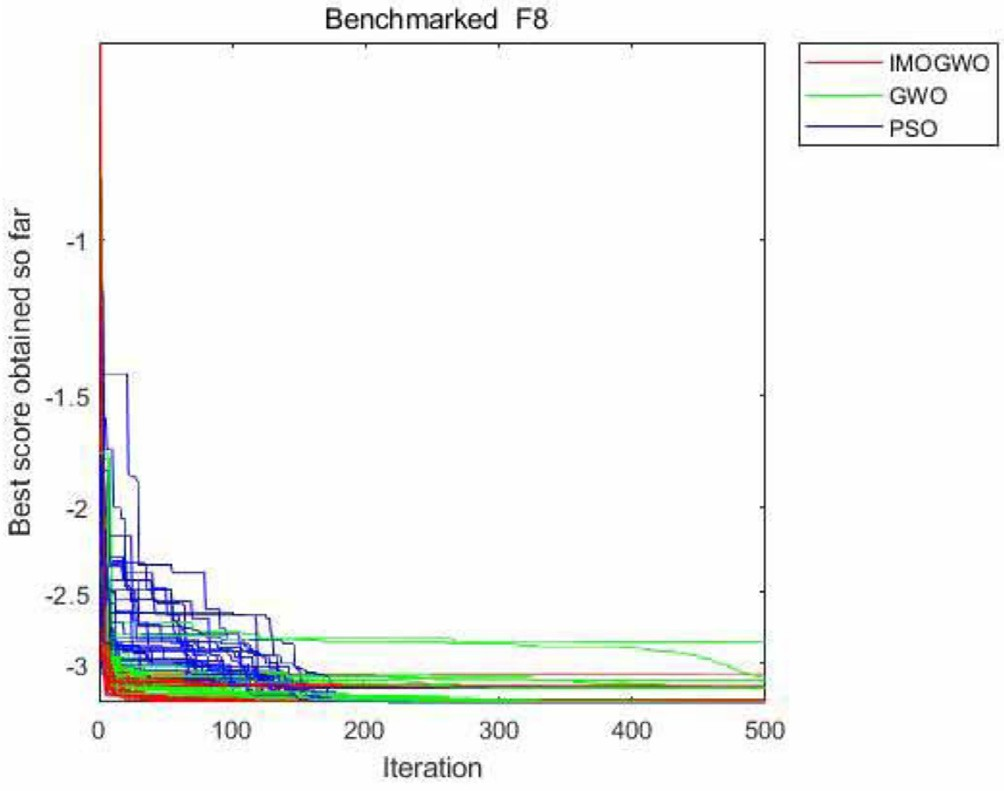 Benchmarked F8
IMOGWO
GWO
PSO
Best score obtained so far
-1
-1.5
-2
-2.5
-3
0 100 200 300 400 500
Iteration